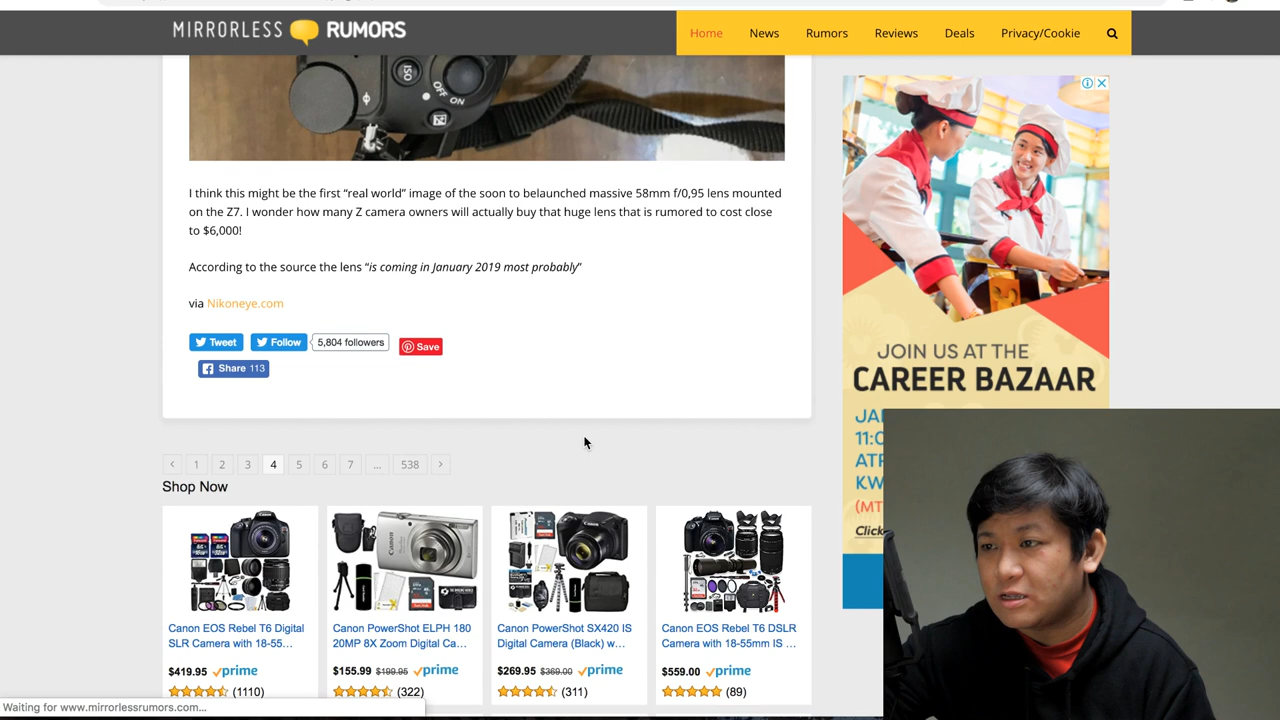 MIRRORLESS RUMORS
Home News Rumors Reviews Deals Privacy/Cookie
ISO
OFF ON
I think this might be the first “real world” image of the soon to belaunched massive 58mm f/0,95 lens mounted
on the Z7. I wonder how many Z camera owners will actually buy that huge lens that is rumored to cost close
to $6,000!
According to the source the lens “is coming in January 2019 most probably”
via Nikoneye.com
Tweet Follow 5,804 followers Save
Share 113
JOIN US AT THE
CAREER BAZAAR
11:0
(MT
Click
1 2 3 4 5 6 7 ... 538
Shop Now
Canon EOS Rebel T6 Digital
SLR Camera with 18-55...
$419.95 prime
(1110)
Canon PowerShot ELPH 180
20MP 8X Zoom Digital Ca...
$155.99 $199.95 prime
(322)
Canon PowerShot SX420 IS
Digital Camera (Black) w...
$269.95 $369.00 prime
(311)
Canon EOS Rebel T6 DSLR
Camera with 18-55mm IS ...
$559.00 prime
(89)
Waiting for www.mirrorlessrumors.com...